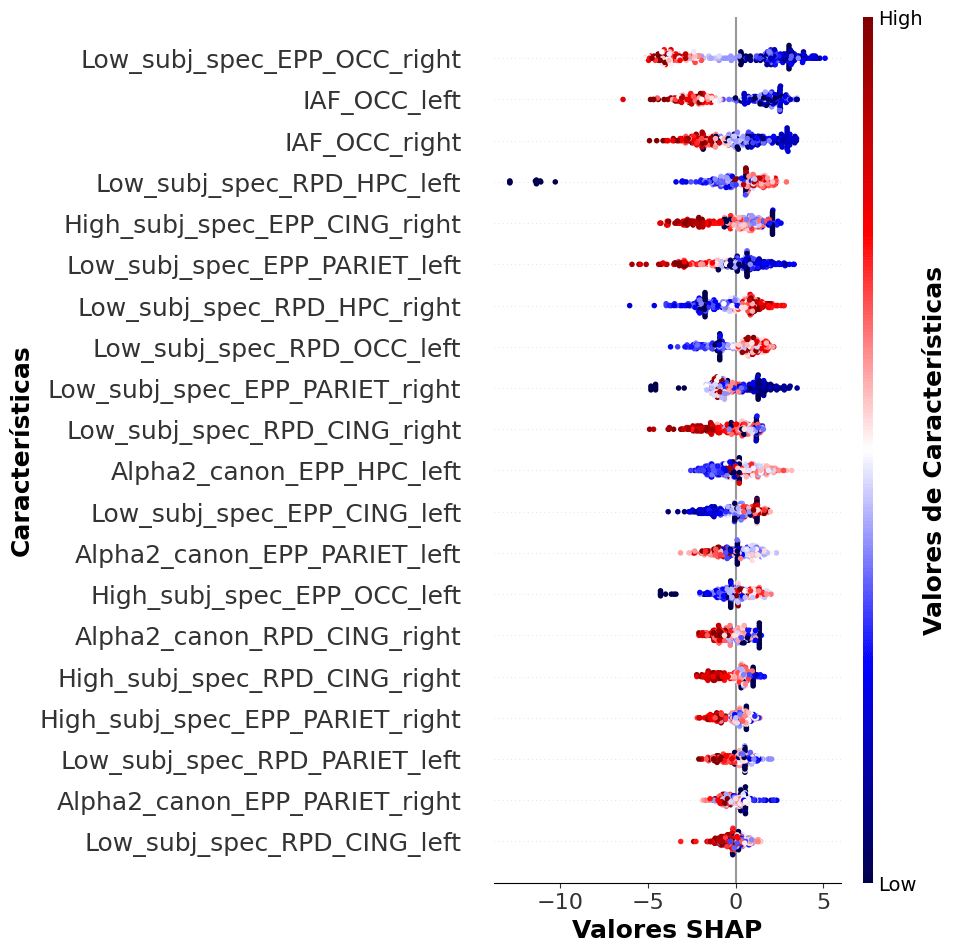 High
Low_subj_spec_EPP_OCC_right
IAF_OCC_left
IAF_OCC_right
Low_subj_spec_RPD_HPC_left
High_subj_spec_EPP_CING_right
Low_subj_spec_EPP_PARIET_left
Low_subj_spec_RPD_HPC_right
Low_subj_spec_RPD_OCC_left
Low_subj_spec_EPP_PARIET_right
Low_subj_spec_RPD_CING_right
Alpha2_canon_EPP_HPC_left
Low_subj_spec_EPP_CING_left
Alpha2_canon_EPP_PARIET_left
High_subj_spec_EPP_OCC_left
Alpha2_canon_RPD_CING_right
High_subj_spec_RPD_CING_right
High_subj_spec_EPP_PARIET_right
Low_subj_spec_RPD_PARIET_left
Alpha2_canon_EPP_PARIET_right
Low_subj_spec_RPD_CING_left
Características
Valores de Características
Low
−10 −5 0 5
Valores SHAP